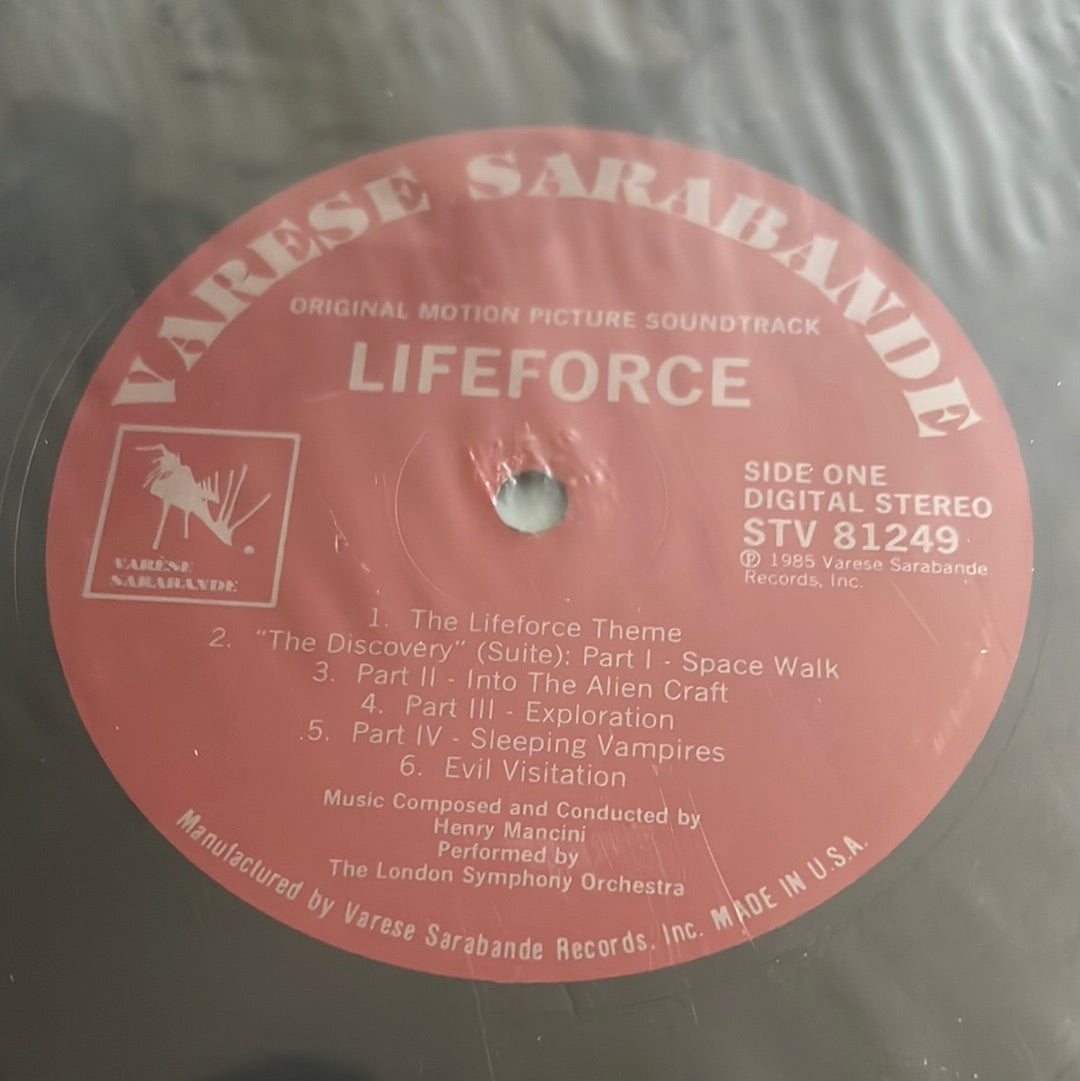 VARESE SARABANDE
ORIGINAL MOTION PICTURE SOUNDTRACK
LIFEFORCE
VARÈSE
SARABANDE
SIDE ONE
DIGITAL STEREO
STV 81249
Ⓟ 1985 Varese Sarabande
Records, Inc.
1. The Lifeforce Theme
2. "The Discovery" (Suite): Part I - Space Walk
3. Part II - Into The Alien Craft
4. Part III - Exploration
5. Part IV - Sleeping Vampires
6. Evil Visitation
Music Composed and Conducted by
Henry Mancini
Performed by
The London Symphony Orchestra
Manufactured by Varese Sarabande Records, Inc. MADE IN U.S.A.